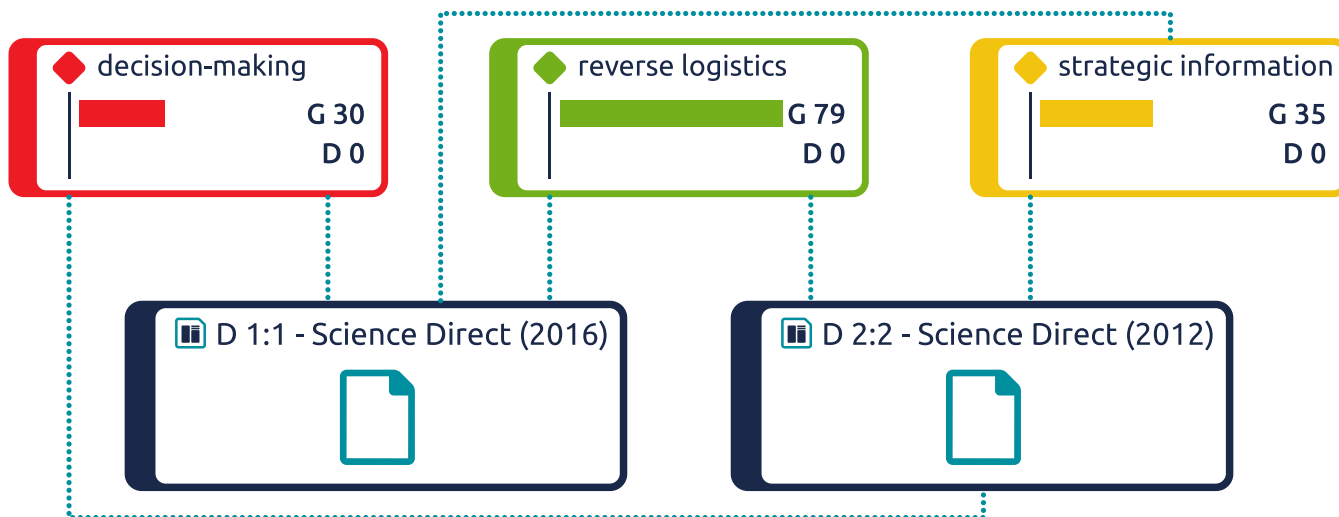 decision-making
G 30
D 0
reverse logistics
G 79
D 0
strategic information
G 35
D 0
D 1:1 - Science Direct (2016)
D 2:2 - Science Direct (2012)